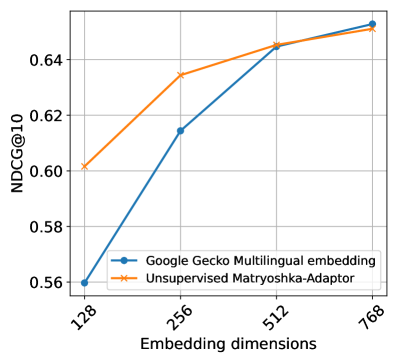 NDCG@10
0.64
0.62
0.60
0.58
0.56
Google Gecko Multilingual embedding
Unsupervised Matryoshka-Adaptor
128
256
512
768
Embedding dimensions